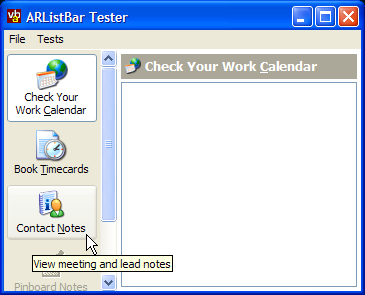 ARListBar Tester
File Tests
Check Your
Work Calendar
Book Timecards
Contact Notes
View meeting and lead notes
Pinboard Notes
Check Your Work Calendar